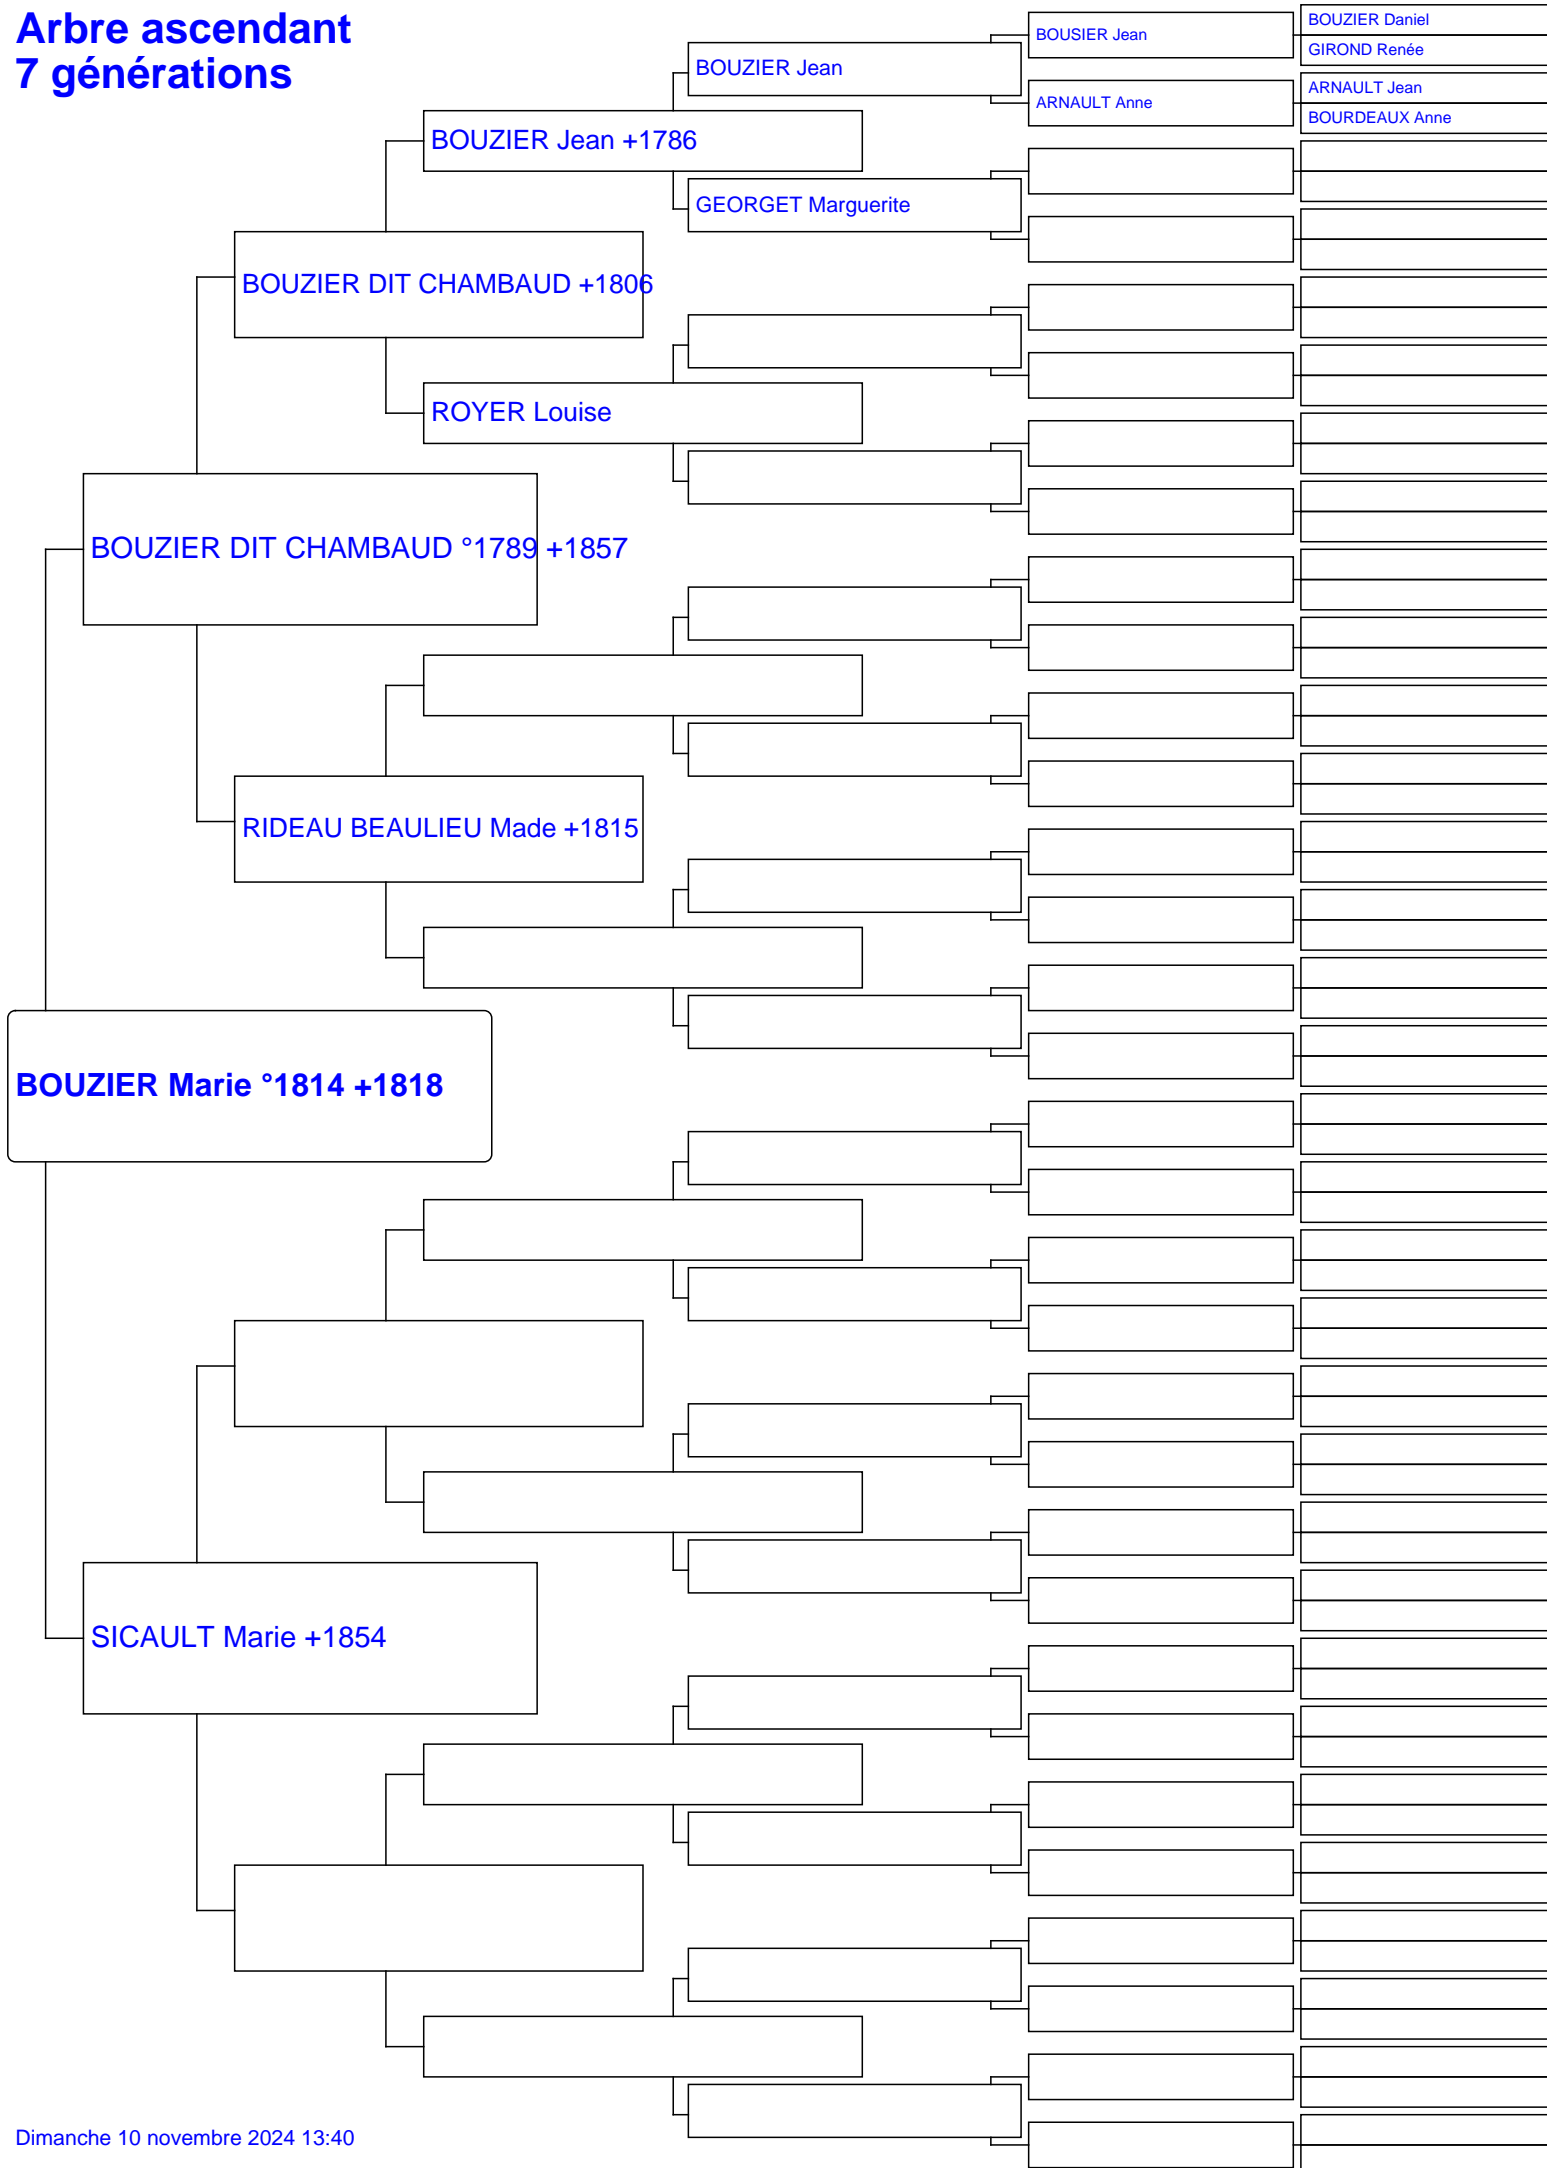 Arbre ascendant
7 générations
BOUZIER Daniel
BOUSIER Jean
GIROND Renée
BOUZIER Jean
ARNAULT Jean
ARNAULT Anne
BOURDEAUX Anne
BOUZIER Jean +1786
GEORGET Marguerite
BOUZIER DIT CHAMBAUD +1806
ROYER Louise
BOUZIER DIT CHAMBAUD °1789 +1857
RIDEAU BEAULIEU Made +1815
BOUZIER Marie °1814 +1818
SICAULT Marie +1854
Dimanche 10 novembre 2024 13:40